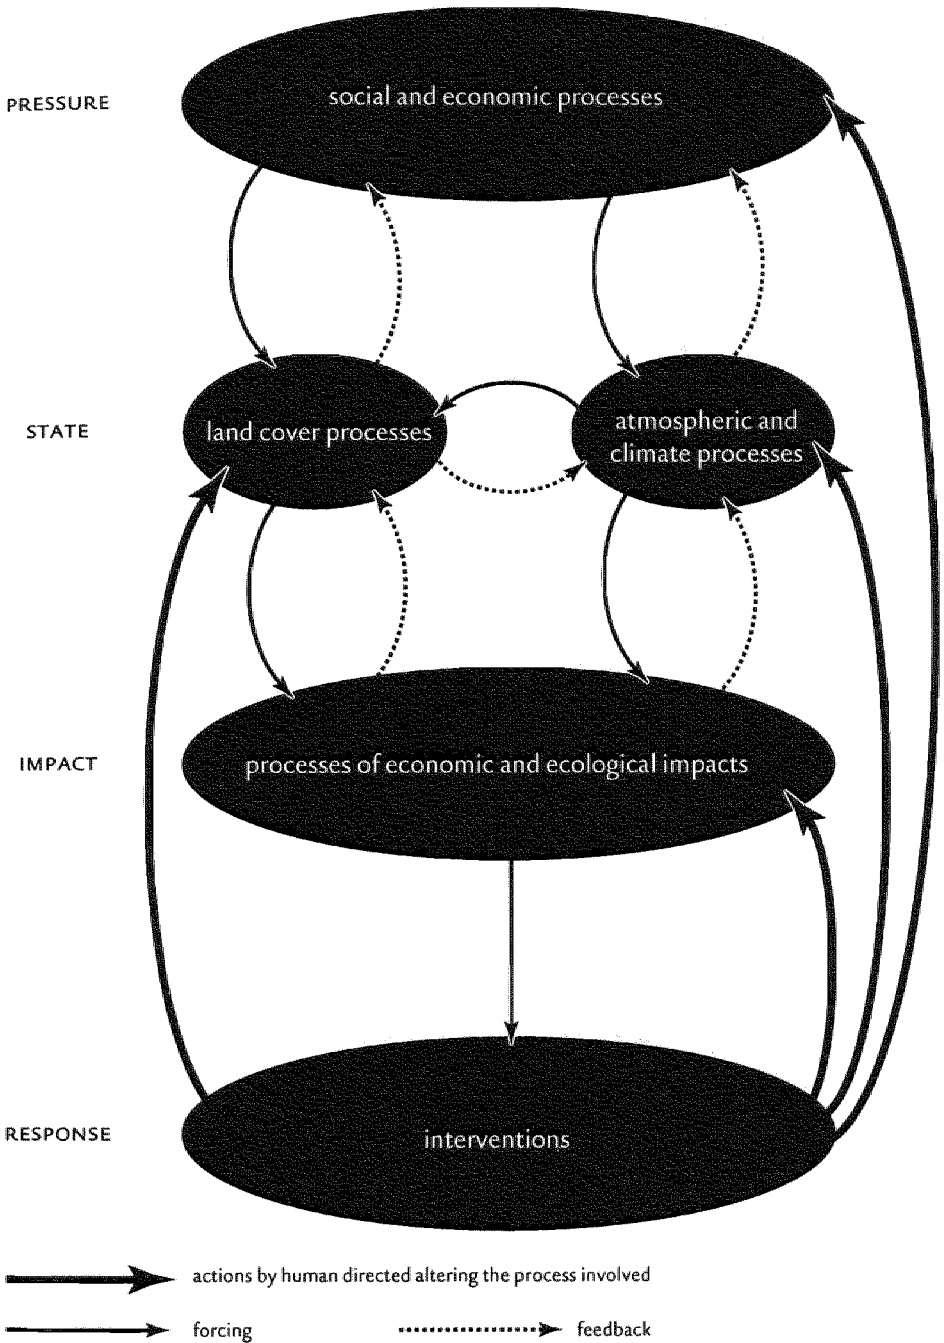 PRESSURE
social and economic processes
STATE
land cover processes
atmospheric and
climate processes
IMPACT
processes of economic and ecological impacts
RESPONSE
interventions
actions by human directed altering the process involved
forcing
feedback